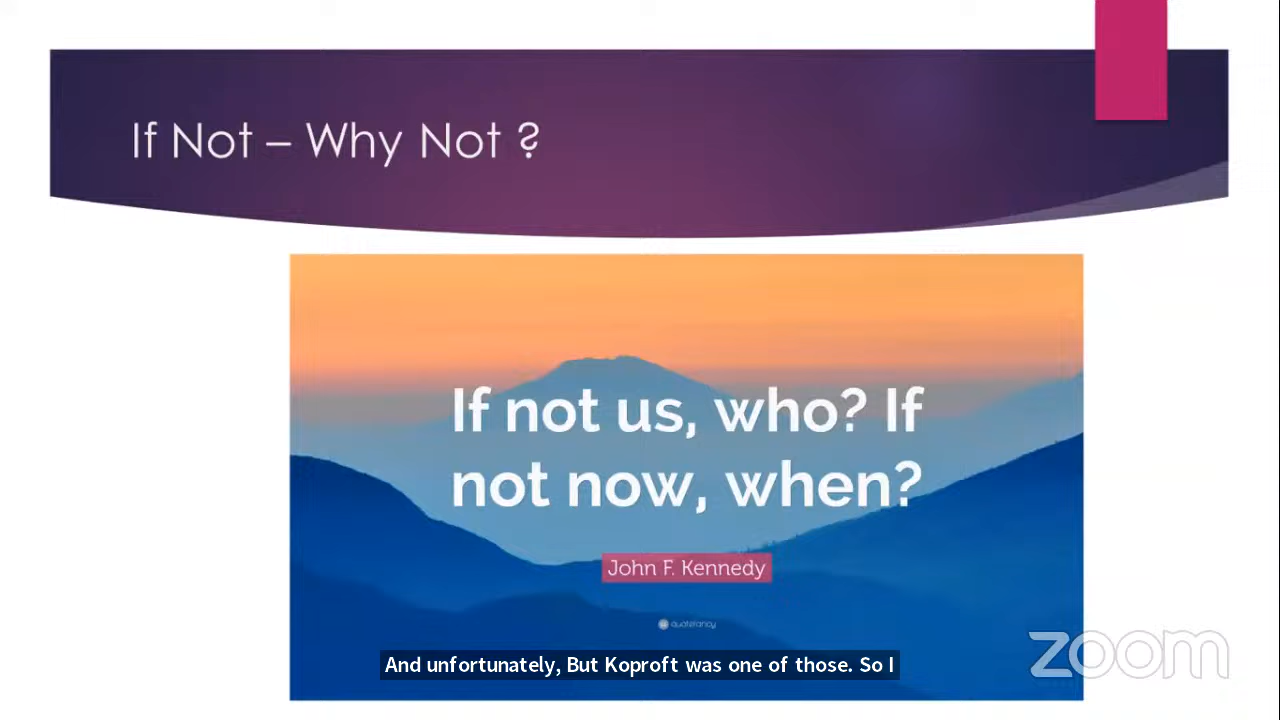 If Not – Why Not ?
If not us, who? If
not now, when?
John F. Kennedy
quotefancy
And unfortunately, But Koproft was one of those. So I
zoom